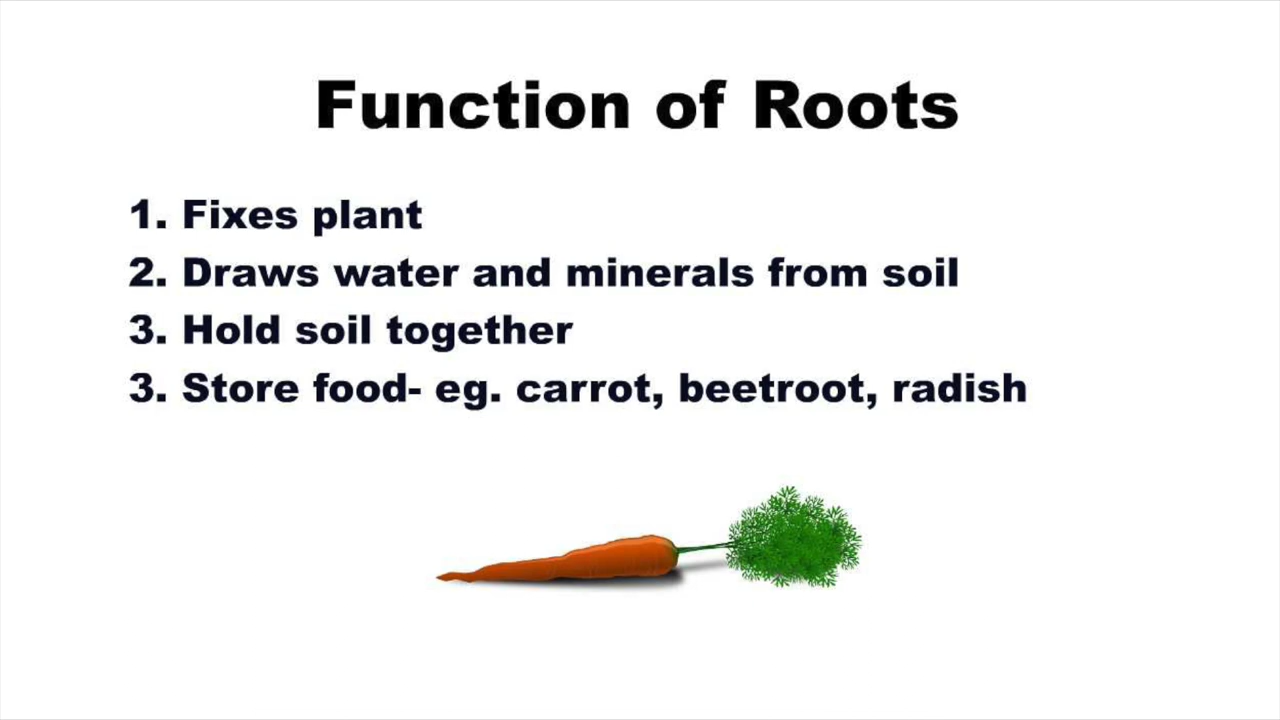 Function of Roots
1. Fixes plant
2. Draws water and minerals from soil
3. Hold soil together
3. Store food- eg. carrot, beetroot, radish